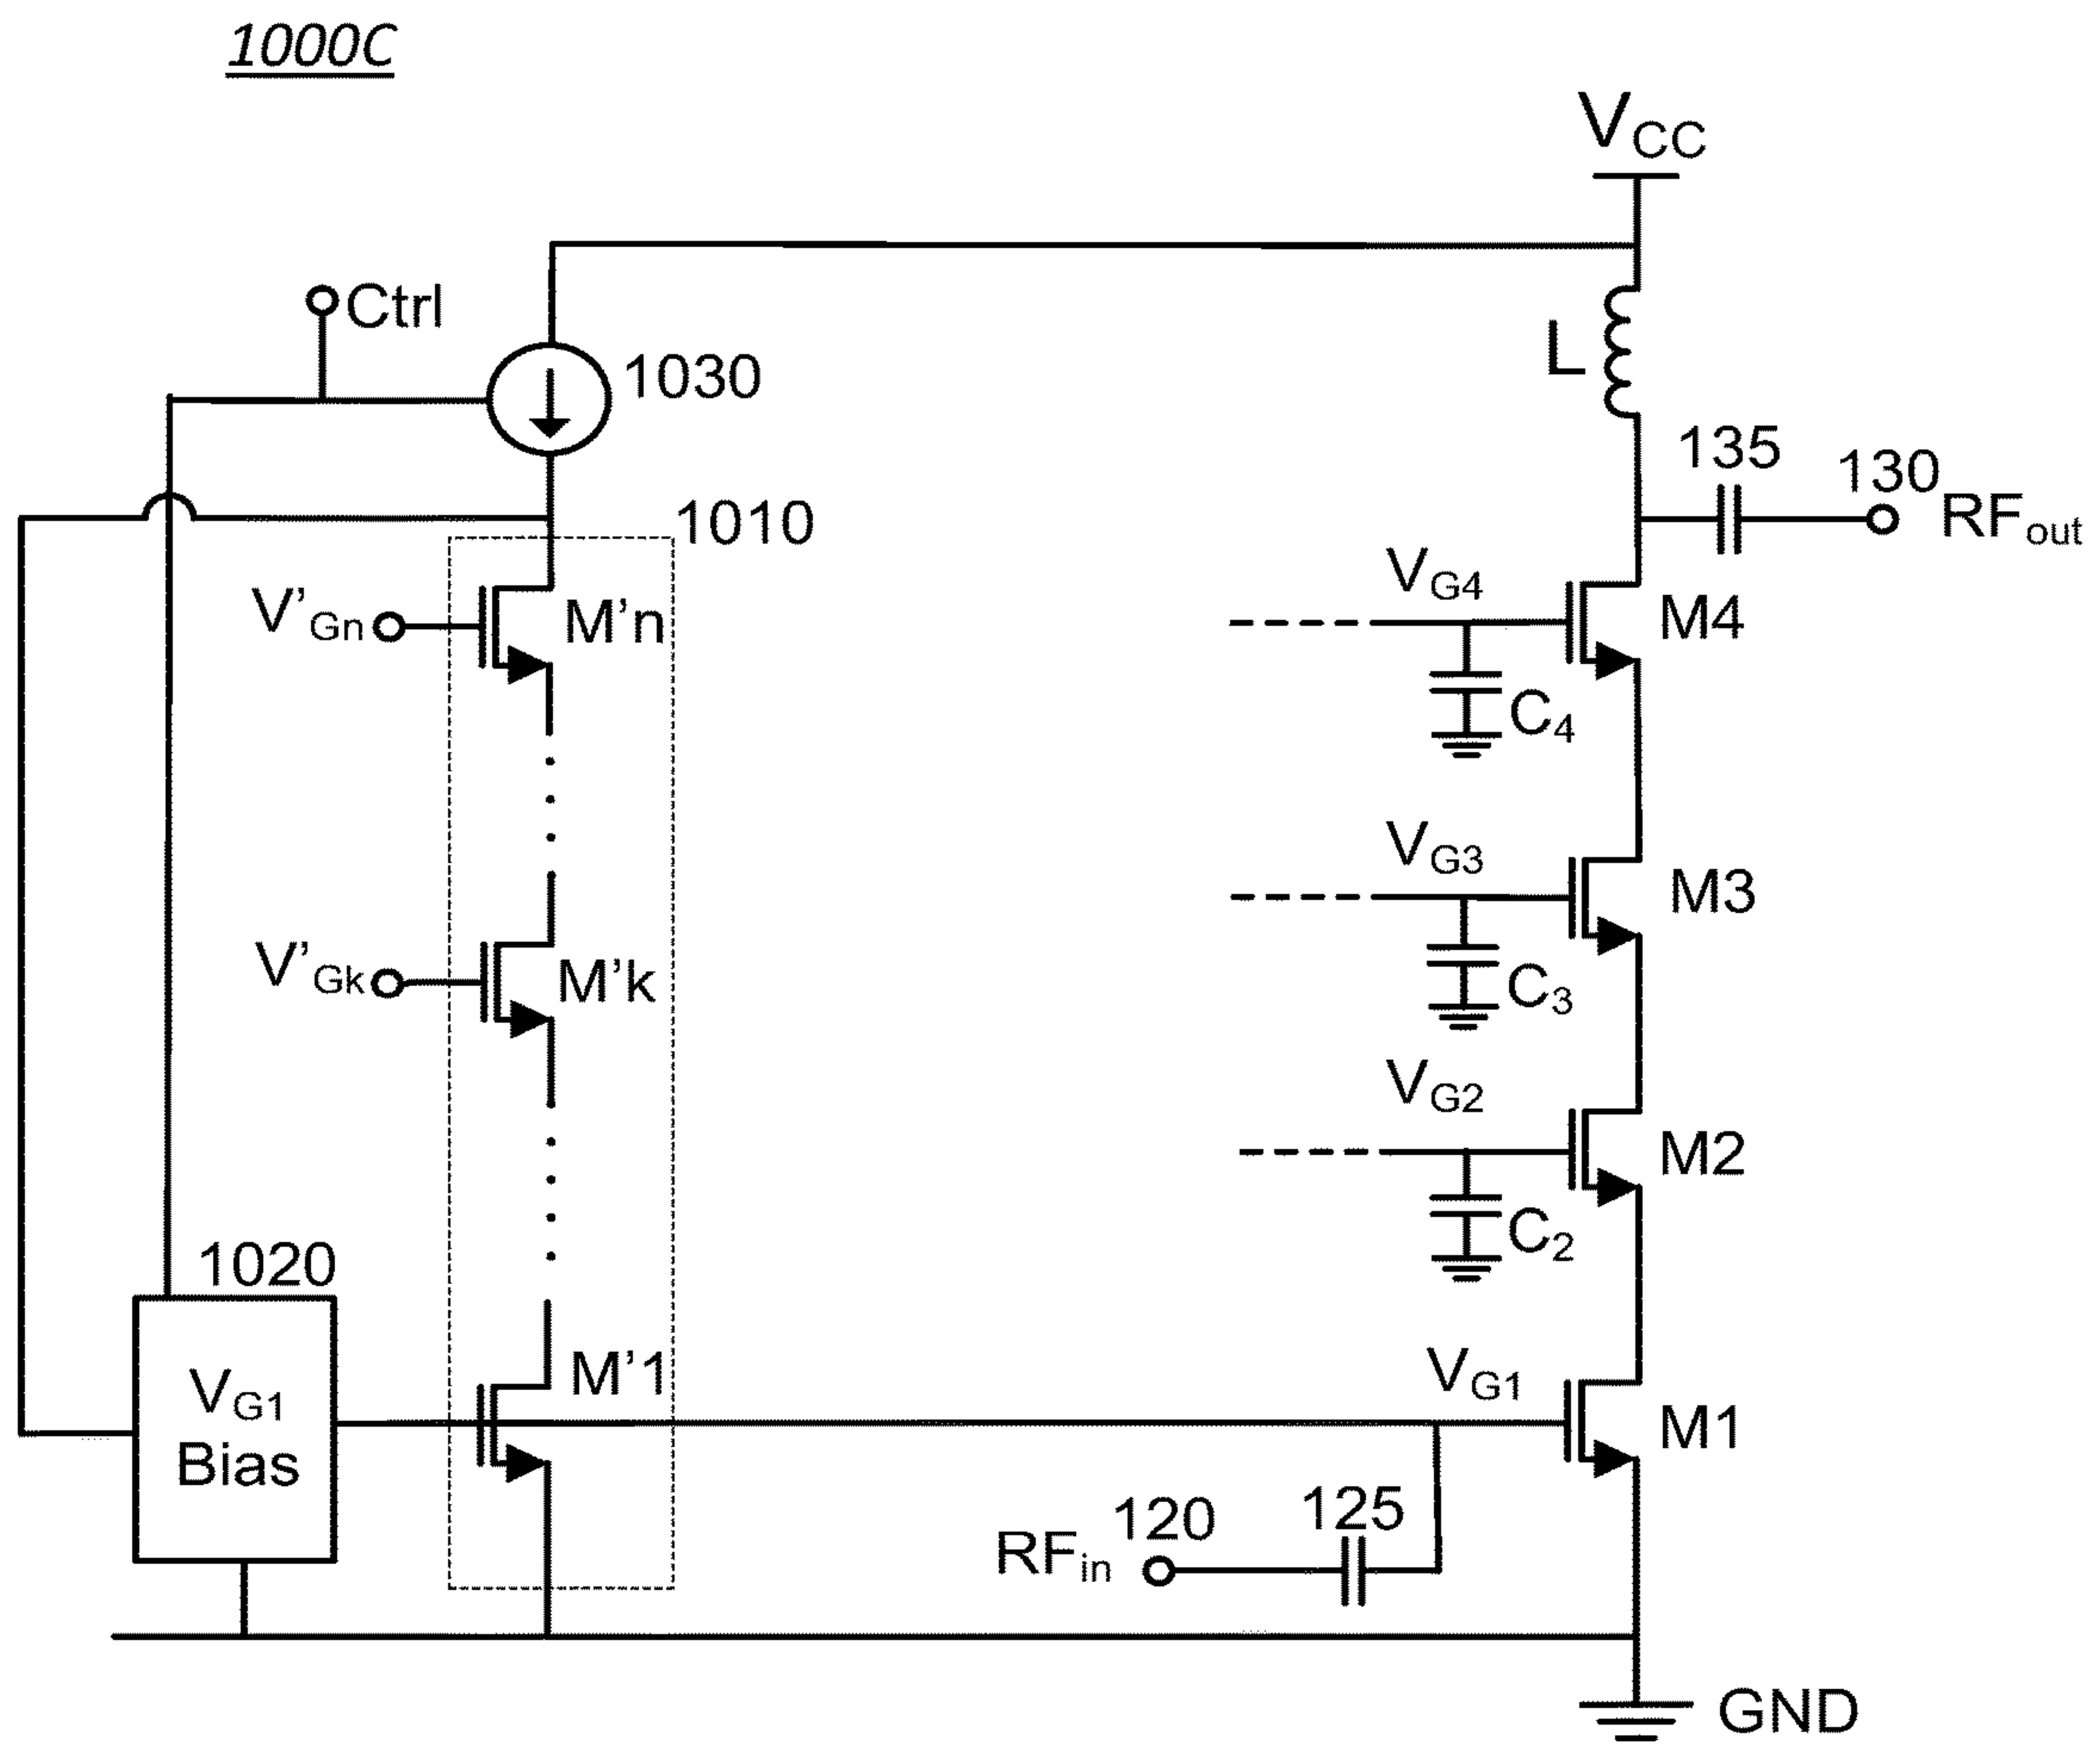 1000C
VCC
Ctrl
1030
L
135
130
RFout
1010
V'Gn
M'n
VG4
M4
C4
VG3
M3
V'Gk
M'k
C3
VG2
M2
C2
1020
VG1
Bias
M'1
VG1
M1
RFin
120
125
GND